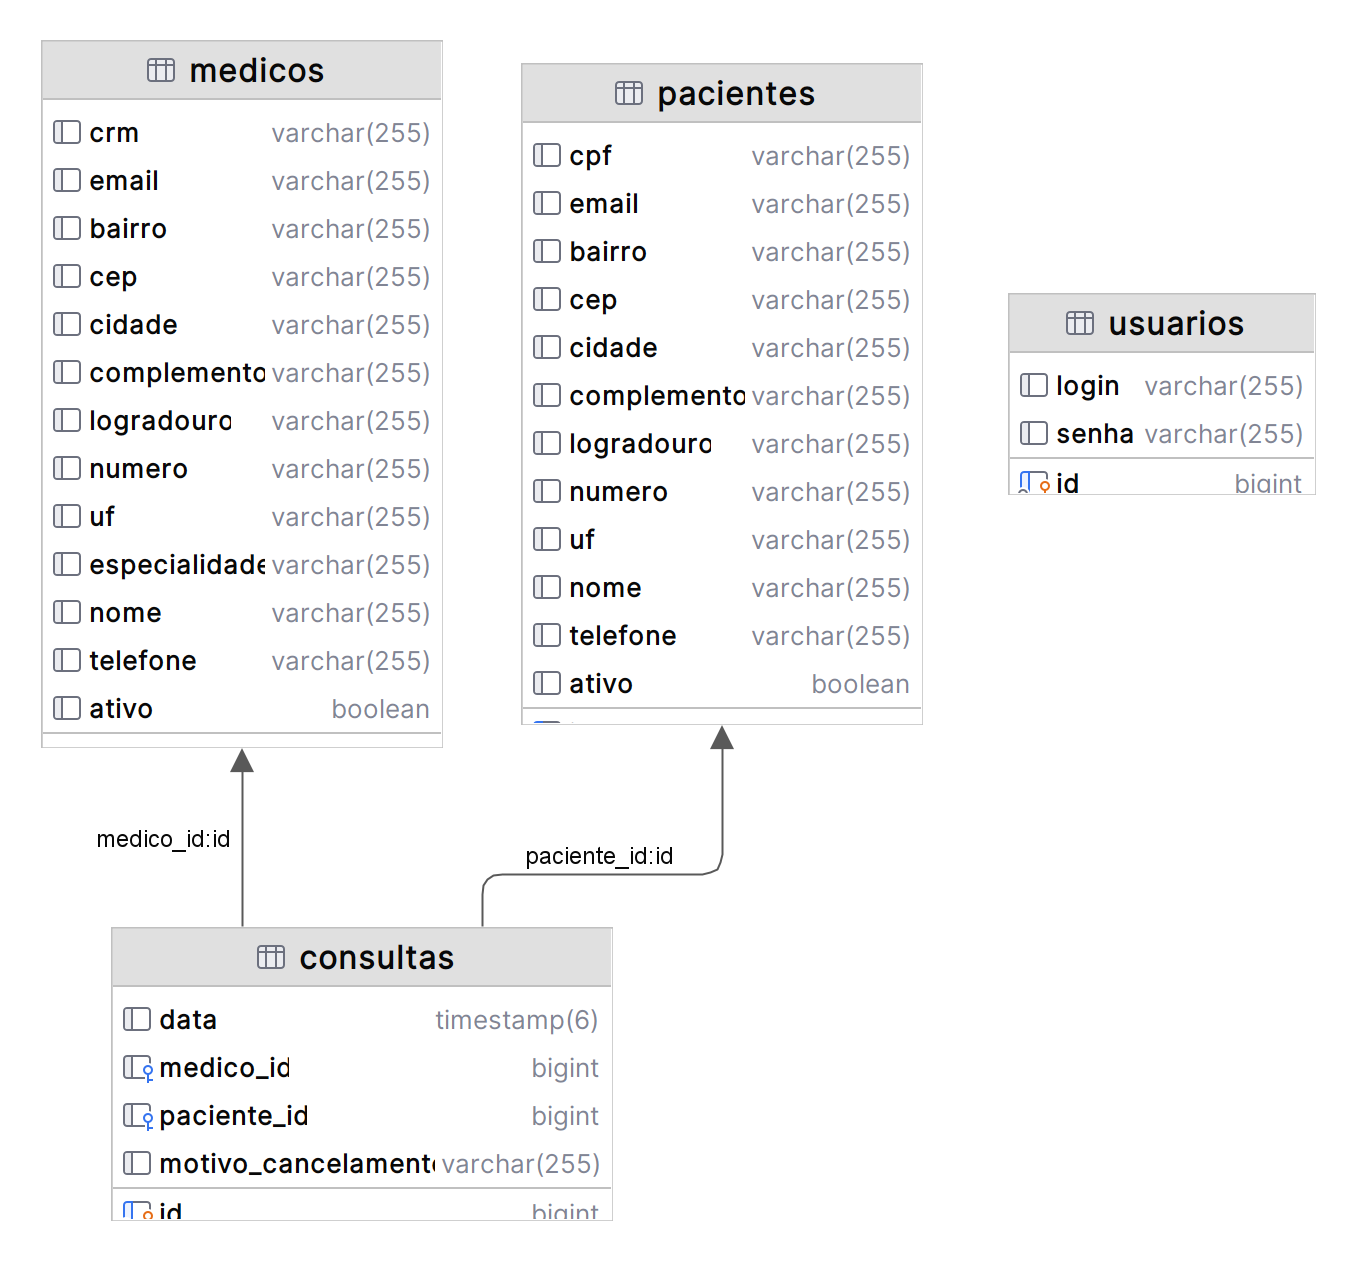 medicos
crm varchar(255)
email varchar(255)
bairro varchar(255)
cep varchar(255)
cidade varchar(255)
complemento varchar(255)
logradouro varchar(255)
numero varchar(255)
uf varchar(255)
especialidade varchar(255)
nome varchar(255)
telefone varchar(255)
ativo boolean
pacientes
cpf varchar(255)
email varchar(255)
bairro varchar(255)
cep varchar(255)
cidade varchar(255)
complemento varchar(255)
logradouro varchar(255)
numero varchar(255)
uf varchar(255)
nome varchar(255)
telefone varchar(255)
ativo boolean
usuarios
login varchar(255)
senha varchar(255)
id bigint
medico_id:id
paciente_id:id
consultas
data timestamp(6)
medico_id bigint
paciente_id bigint
motivo_cancelamento varchar(255)
id bigint